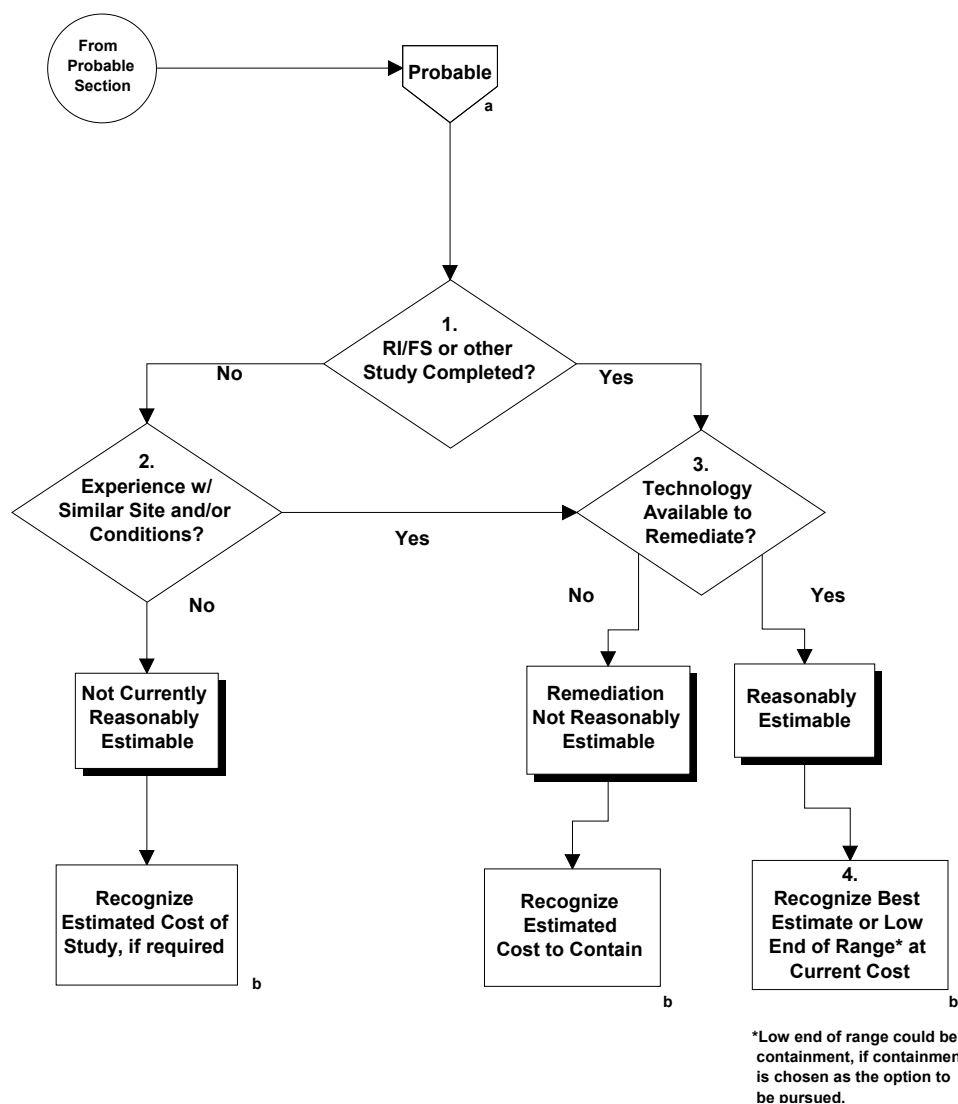 From
Probable
Section
Probable
a
1.
RI/FS or other
Study Completed?
No
Yes
2.
Experience w/
Similar Site and/or
Conditions?
3.
Technology
Available to
Remediate?
Yes
No
No
Yes
Not Currently
Reasonably
Estimable
Remediation
Not Reasonably
Estimable
Reasonably
Estimable
Recognize
Estimated Cost of
Study, if required
b
Recognize
Estimated
Cost to Contain
b
4.
Recognize Best
Estimate or Low
End of Range* at
Current Cost
b
*Low end of range could be
containment, if containmen
is chosen as the option to
be pursued.